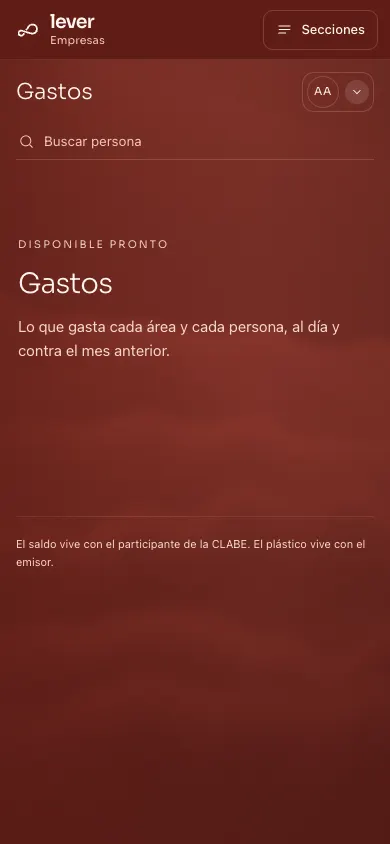 lever
Empresas
Secciones
Gastos
AA
Buscar persona
DISPONIBLE PRONTO
Gastos
Lo que gasta cada área y cada persona, al día y
contra el mes anterior.
El saldo vive con el participante de la CLABE. El plástico vive con el
emisor.